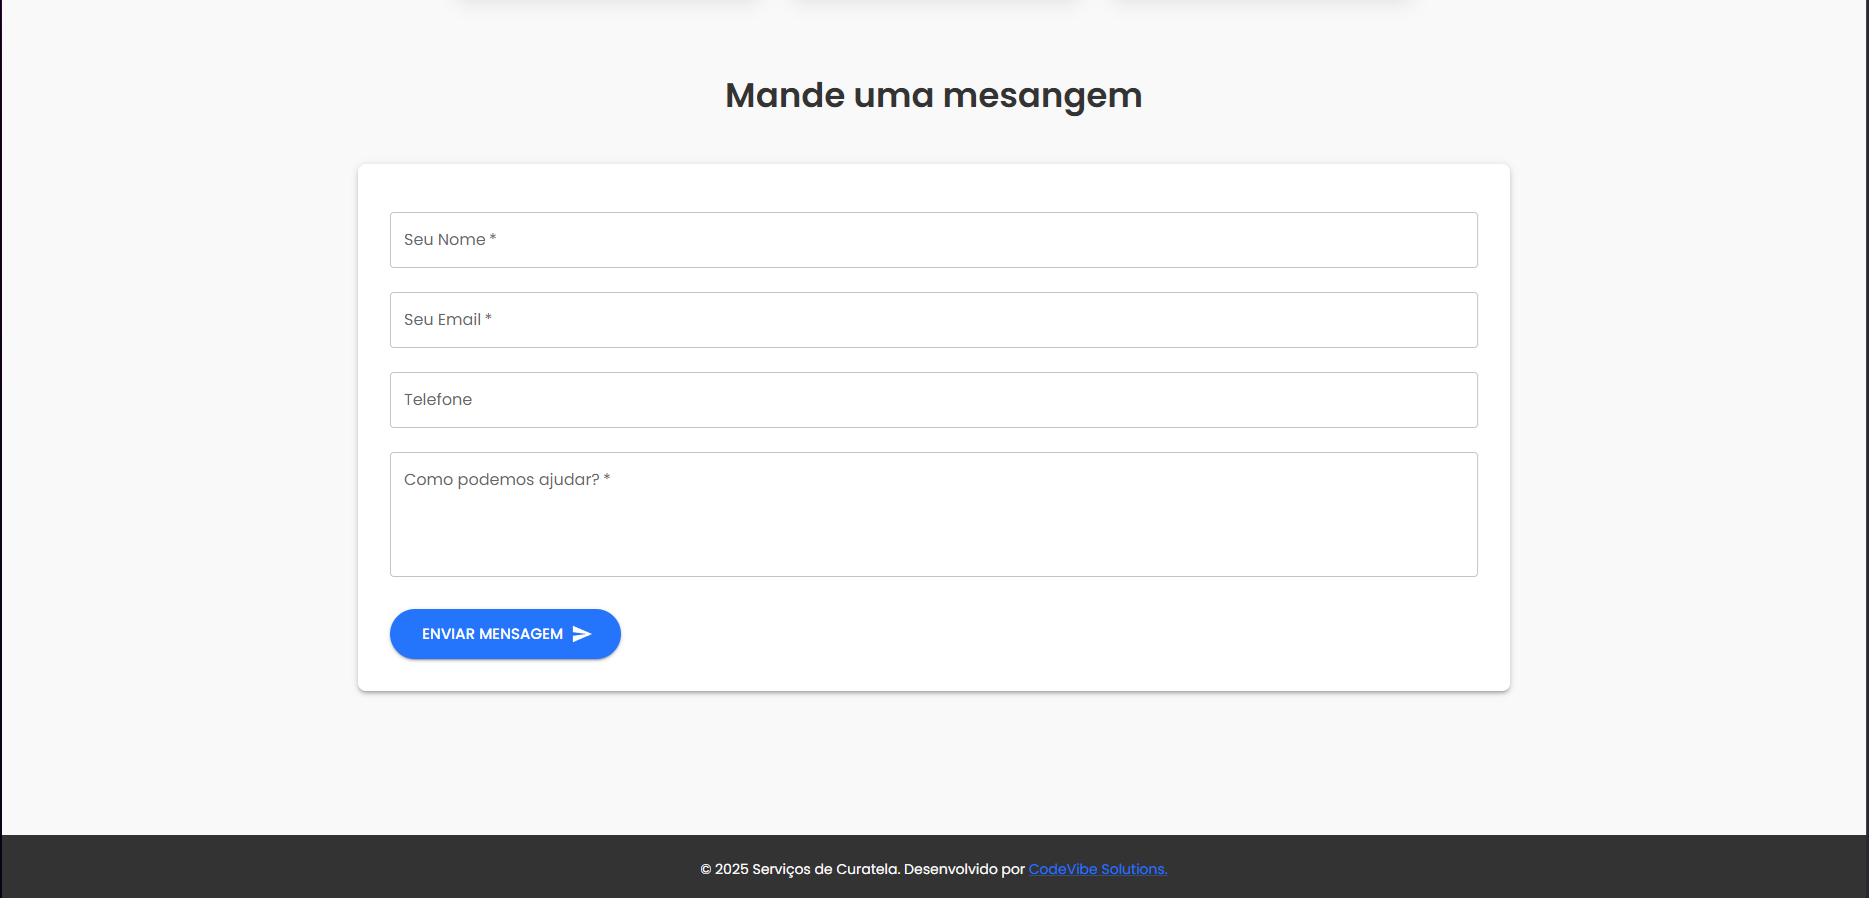 Mande uma mesangem
Seu Nome *
Seu Email *
Telefone
Como podemos ajudar? *
ENVIAR MENSAGEM
© 2025 Serviços de Curatela. Desenvolvido por CodeVibe Solutions.